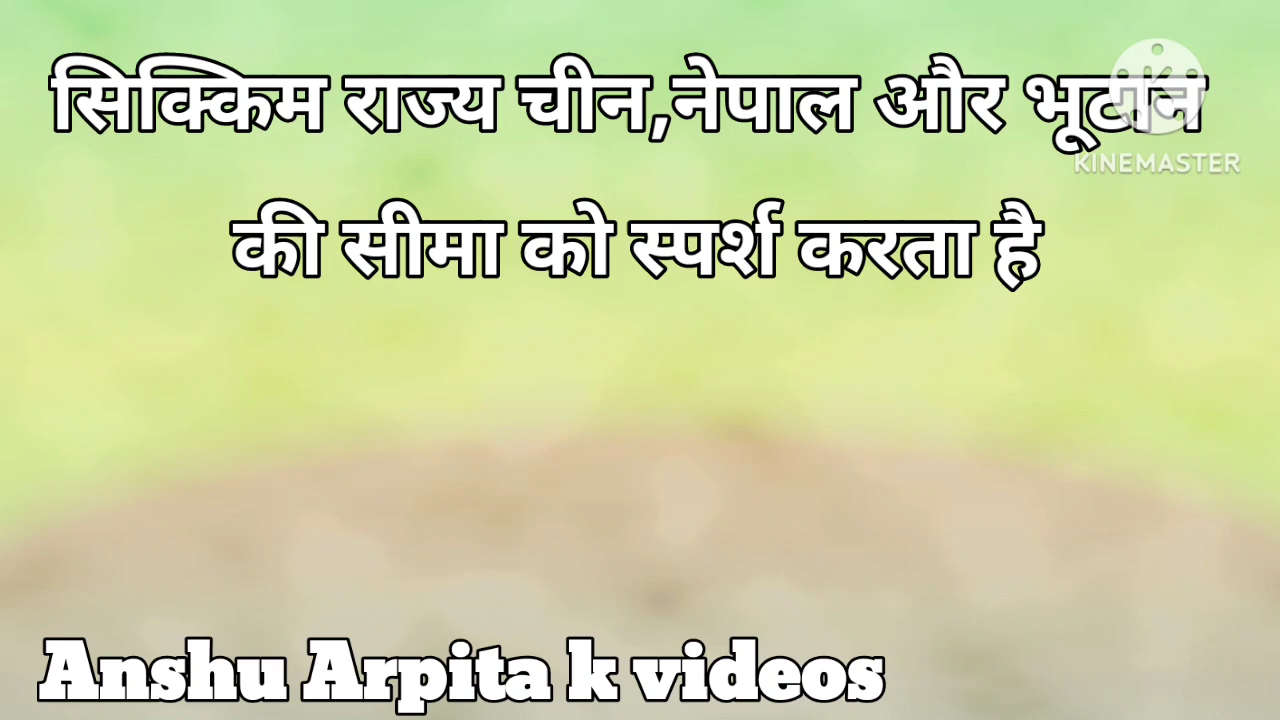 सिक्किम राज्य चीन,नेपाल और भूटान
KINEMASTER
की सीमा को स्पर्श करता है
Anshu Arpita k videos